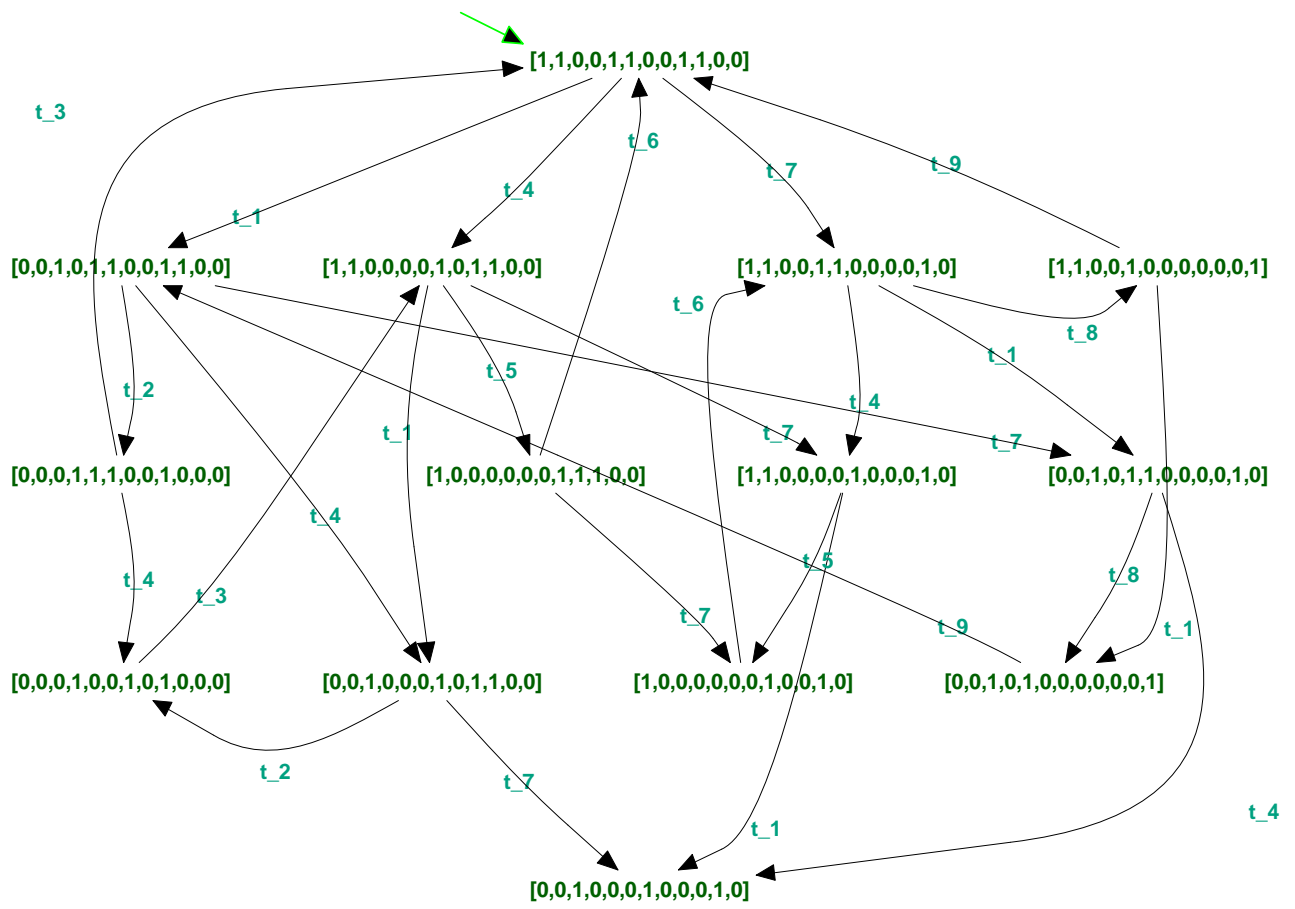 [1,1,0,0,1,1,0,0,1,1,0,0]
t_3
t_6
t_9
t_7
t_4
t_1
[0,0,1,0,1,1,0,0,1,1,0,0]
[1,1,0,0,0,0,1,0,1,1,0,0]
[1,1,0,0,1,1,0,0,0,0,1,0]
[1,1,0,0,1,0,0,0,0,0,0,1]
t_6
t_8
t_1
t_5
t_2
t_4
t_1
t_7
t_7
[0,0,0,1,1,1,0,0,1,0,0,0]
[1,0,0,0,0,0,0,1,1,1,0,0]
[1,1,0,0,0,0,1,0,0,0,1,0]
[0,0,1,0,1,1,0,0,0,0,1,0]
t_4
t_5
t_8
t_4
t_3
t_7
t_9
t_1
[0,0,0,1,0,0,1,0,1,0,0,0]
[0,0,1,0,0,0,1,0,1,1,0,0]
[1,0,0,0,0,0,0,1,0,0,1,0]
[0,0,1,0,1,0,0,0,0,0,0,1]
t_2
t_7
t_1
t_4
[0,0,1,0,0,0,1,0,0,0,1,0]